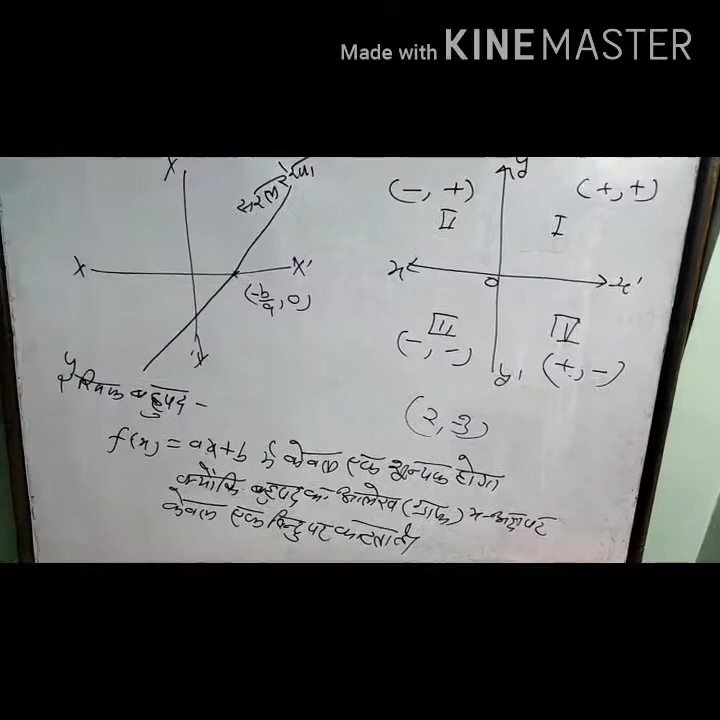 Made with KINEMASTER
X
सरल रेखा
X X'
(-b/a, 0)
y
(-, +) (+, +)
II I
x x'
o
III IV
(-, -) (+, -)
y'
(2, -3)
y
रैखिक बहुपद -
f(x) = ax+b में केवल एक शून्यक होगा
क्योंकि बहुपद का आलेख (ग्राफ) x-अक्ष पर
केवल एक बिन्दु पर काटता है।